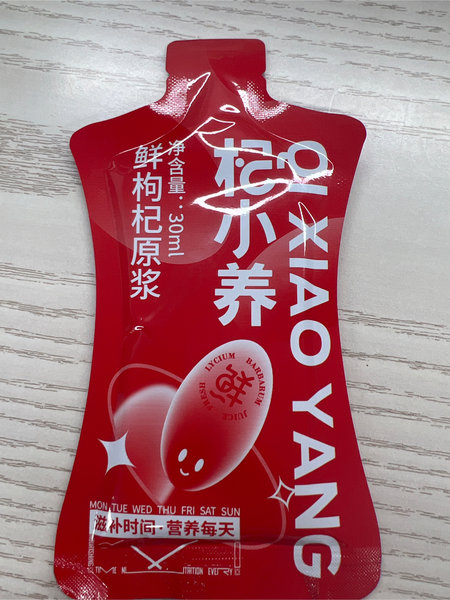 QI XIAO YANG
杞小养
净含量：30ml
鲜枸杞原浆
FRESH LYCIUM BARBARUM JUICE
MON TUE WED THU FRI SAT SUN
滋补时间·营养每天